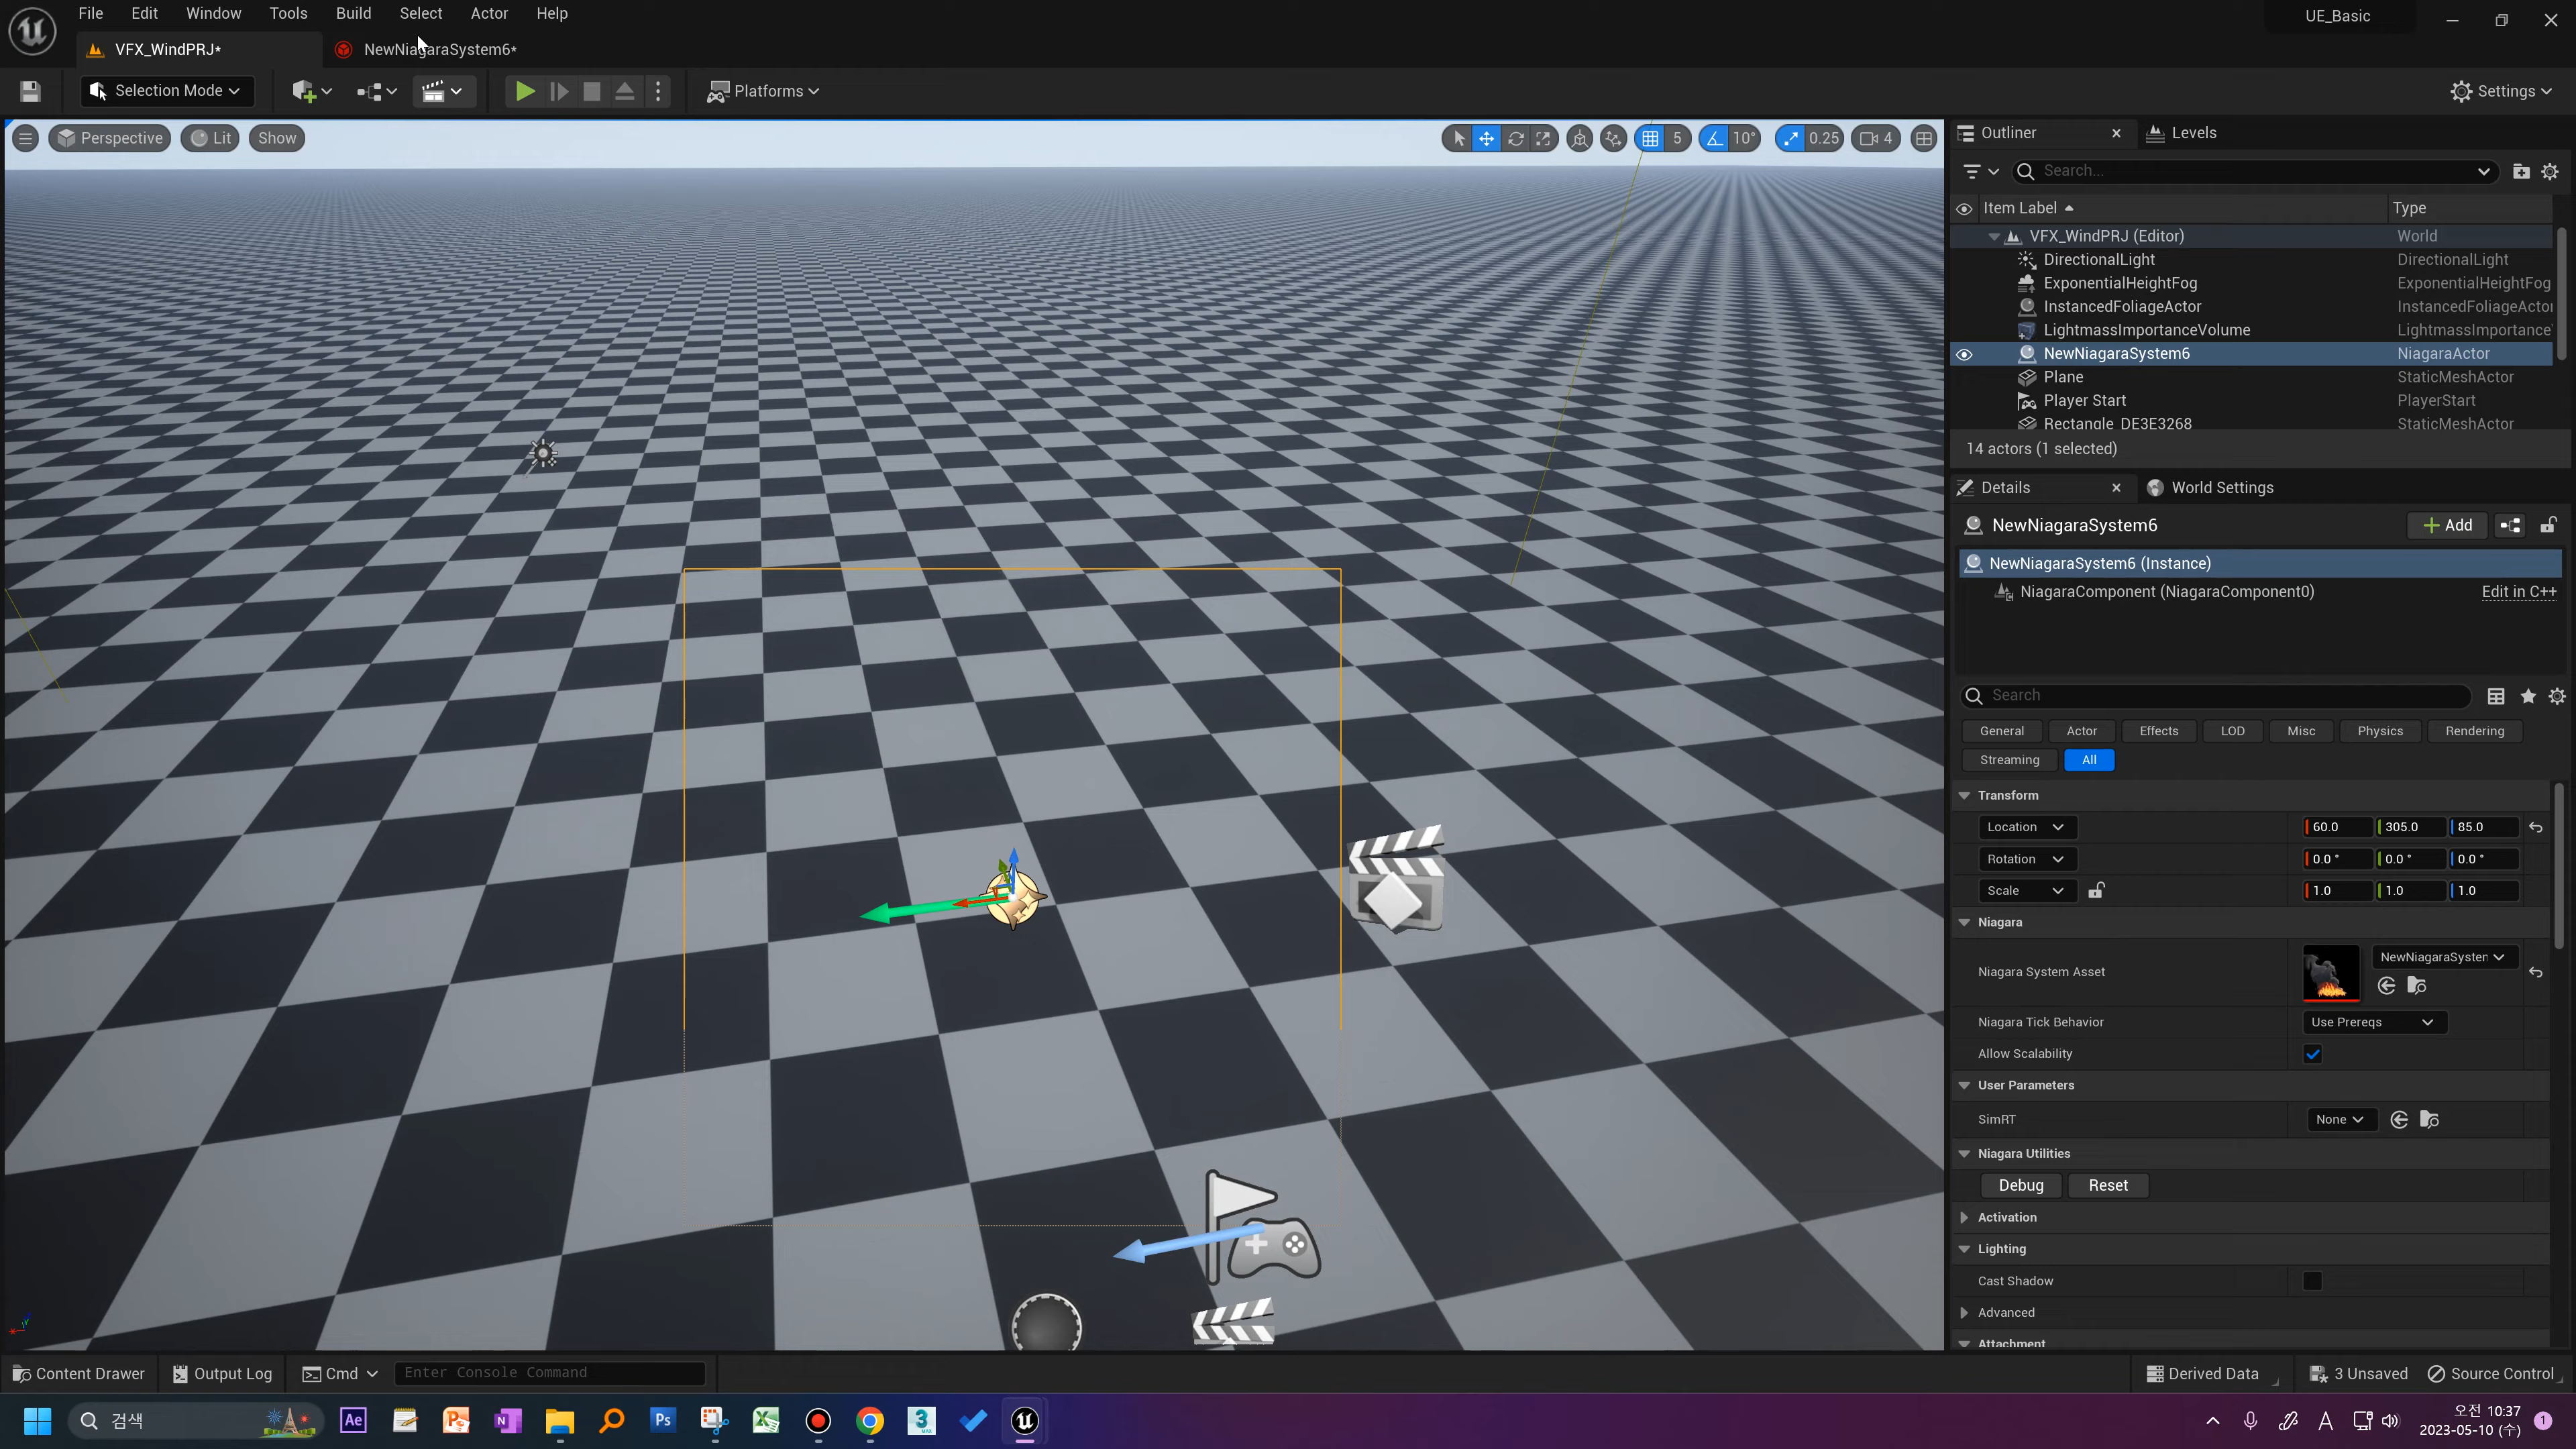 File Edit Window Tools Build Select Actor Help
UE_Basic
VFX_WindPRJ*
NewNiagaraSystem6*
Selection Mode
Platforms
Settings
Perspective
Lit
Show
5
10°
0.25
4
Outliner
Levels
Search...
Item Label
Type
VFX_WindPRJ (Editor) World
DirectionalLight DirectionalLight
ExponentialHeightFog ExponentialHeightFog
InstancedFoliageActor InstancedFoliageActor
LightmassImportanceVolume LightmassImportance
NewNiagaraSystem6 NiagaraActor
Plane StaticMeshActor
Player Start PlayerStart
Rectangle_DE3E3268 StaticMeshActor
14 actors (1 selected)
Details
World Settings
NewNiagaraSystem6
Add
NewNiagaraSystem6 (Instance)
NiagaraComponent (NiagaraComponent0) Edit in C++
Search
General Actor Effects LOD Misc Physics Rendering
Streaming All
Transform
Location 60.0 305.0 85.0
Rotation 0.0 ° 0.0 ° 0.0 °
Scale 1.0 1.0 1.0
Niagara
Niagara System Asset
NewNiagaraSystem
Niagara Tick Behavior Use Prereqs
Allow Scalability
User Parameters
SimRT None
Niagara Utilities
Debug Reset
Activation
Lighting
Cast Shadow
Advanced
Attachment
Content Drawer
Output Log
Cmd
Enter Console Command
Derived Data
3 Unsaved
Source Control
검색
Ae
P
N
Ps
X
3
MAX
A
오전 10:37
2023-05-10 (수)
1